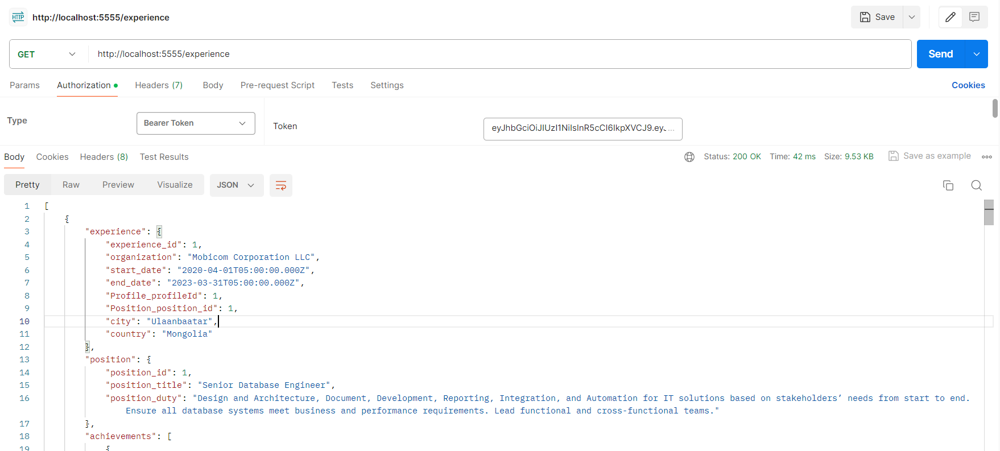 HTTP http://localhost:5555/experience Save
GET http://localhost:5555/experience Send
Params Authorization Headers (7) Body Pre-request Script Tests Settings Cookies
Type Bearer Token Token eyJhbGciOiJIUzI1NiIsInR5cCI6IkpXVCJ9.eyJ...
Body Cookies Headers (8) Test Results Status: 200 OK Time: 42 ms Size: 9.53 KB Save as example
Pretty Raw Preview Visualize JSON
1 [
2 {
3 "experience": {
4 "experience_id": 1,
5 "organization": "Mobicom Corporation LLC",
6 "start_date": "2020-04-01T05:00:00.000Z",
7 "end_date": "2023-03-31T05:00:00.000Z",
8 "Profile_profileId": 1,
9 "Position_position_id": 1,
10 "city": "Ulaanbaatar",
11 "country": "Mongolia"
12 },
13 "position": {
14 "position_id": 1,
15 "position_title": "Senior Database Engineer",
16 "position_duty": "Design and Architecture, Document, Development, Reporting, Integration, and Automation for IT solutions based on stakeholders’ needs from start to end.
Ensure all database systems meet business and performance requirements. Lead functional and cross-functional teams."
17 },
18 "achievements": [
19 {